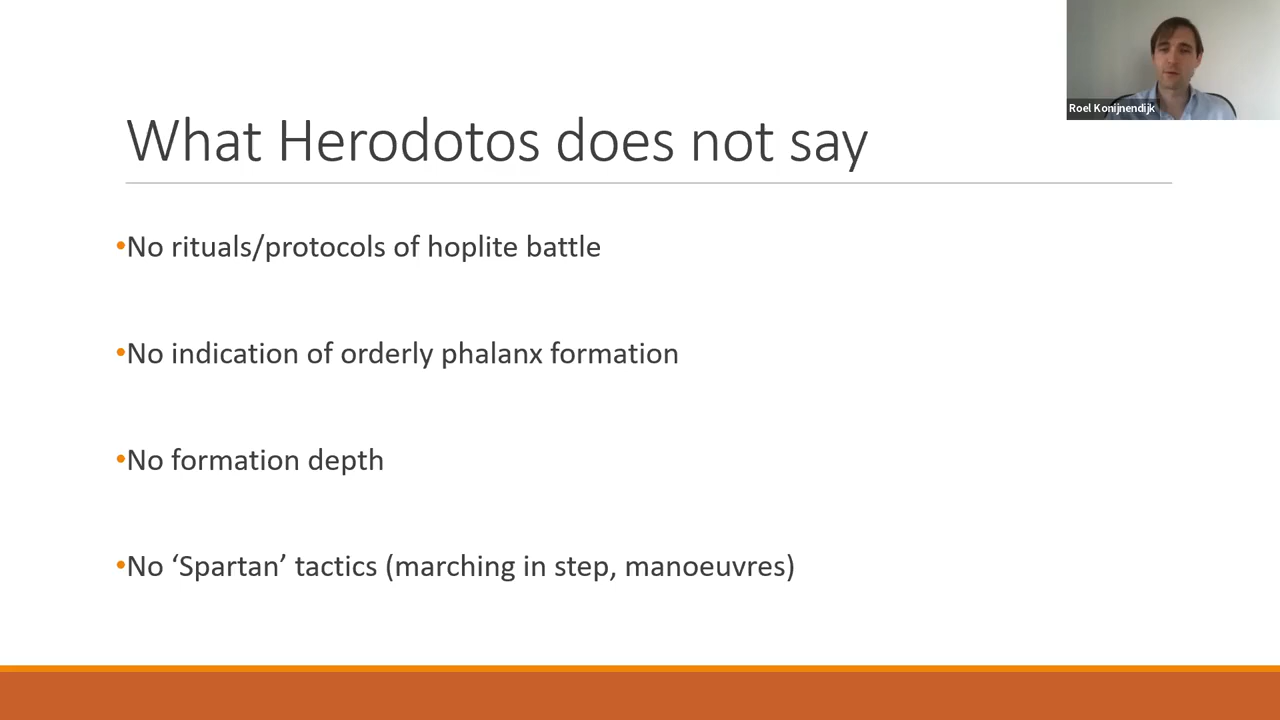 Roel Konijnendijk
What Herodotos does not say
•No rituals/protocols of hoplite battle
•No indication of orderly phalanx formation
•No formation depth
•No ‘Spartan’ tactics (marching in step, manoeuvres)